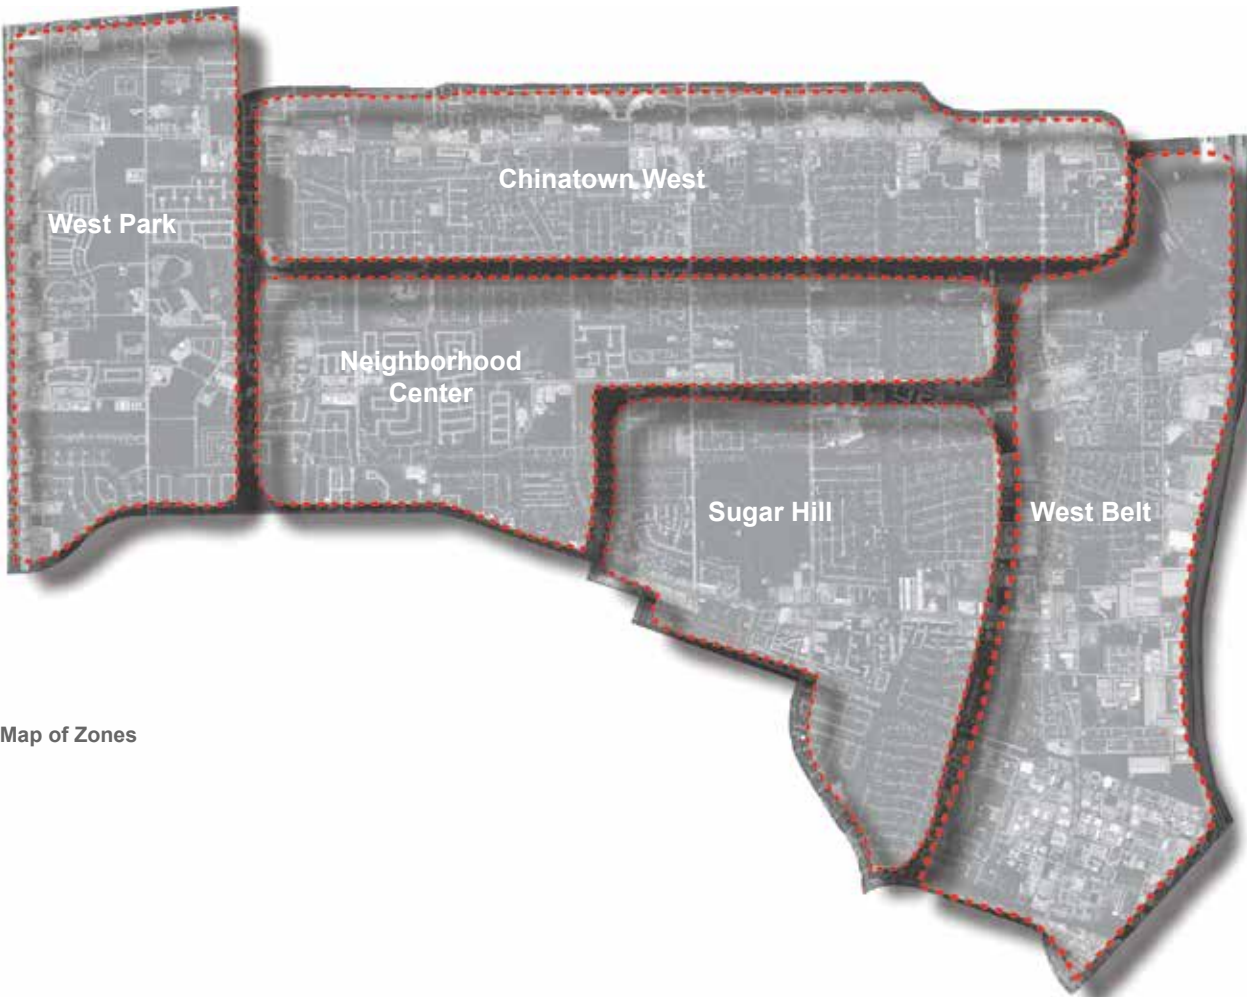 Chinatown West
West Park
Neighborhood
Center
Sugar Hill
West Belt
Map of Zones